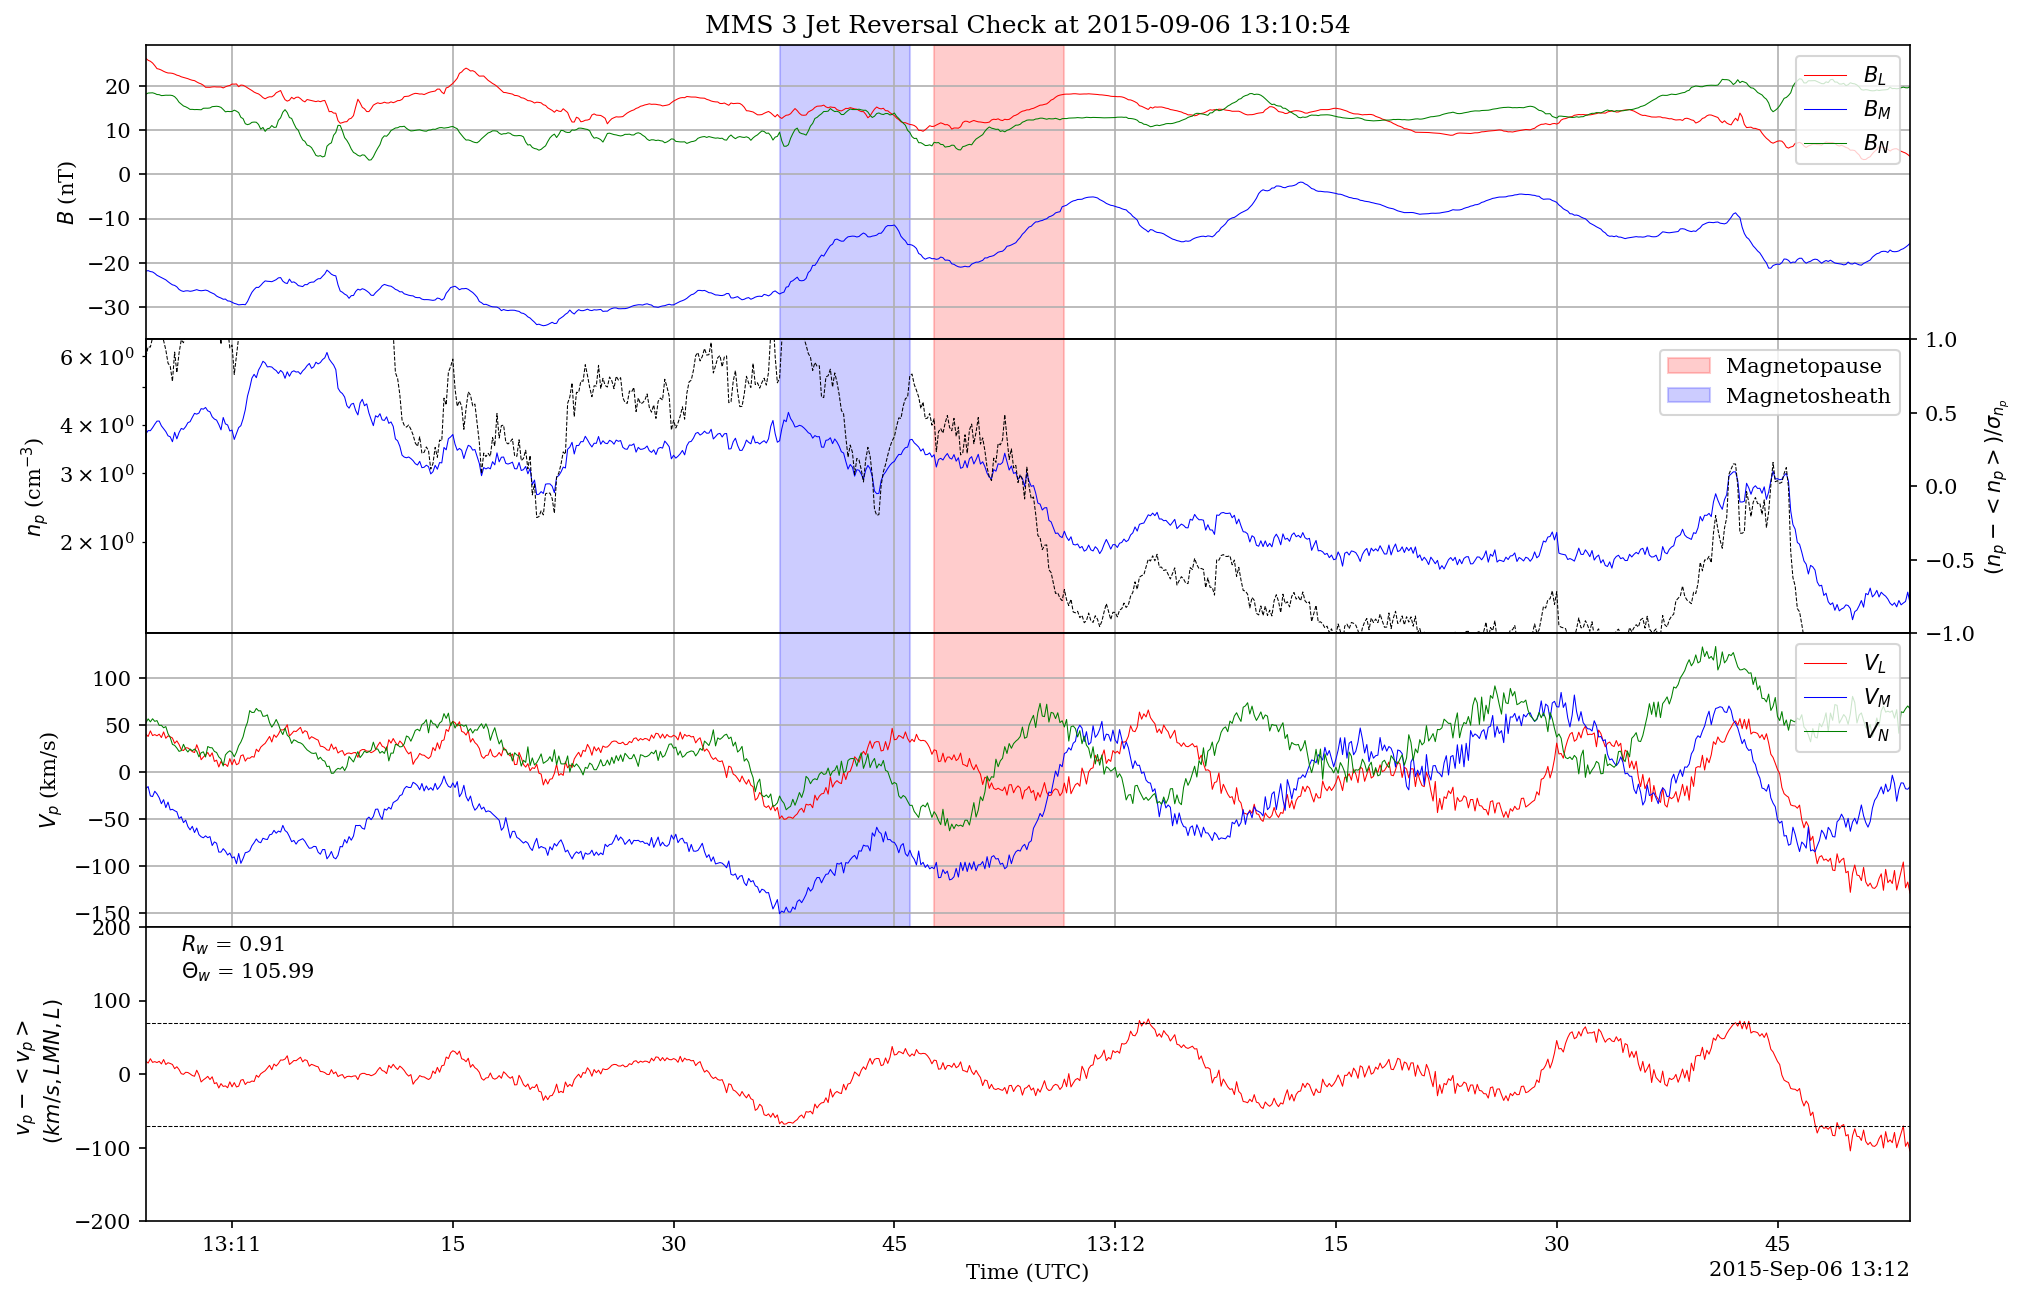 MMS 3 Jet Reversal Check at 2015-09-06 13:10:54
B (nT)
20
10
0
−10
−20
−30
B_L
B_M
B_N
n_p (cm^{−3})
6 × 10^0
4 × 10^0
3 × 10^0
2 × 10^0
Magnetopause
Magnetosheath
1.0
0.5
0.0
−0.5
−1.0
(n_p − < n_p > )/σ_{n_p}
V_p (km/s)
100
50
0
−50
−100
−150
V_L
V_M
V_N
v_p − < v_p >
(km/s, LMN, L)
200
100
0
−100
−200
R_w = 0.91
Θ_w = 105.99
13:11
15
30
45
13:12
15
30
45
Time (UTC)
2015-Sep-06 13:12